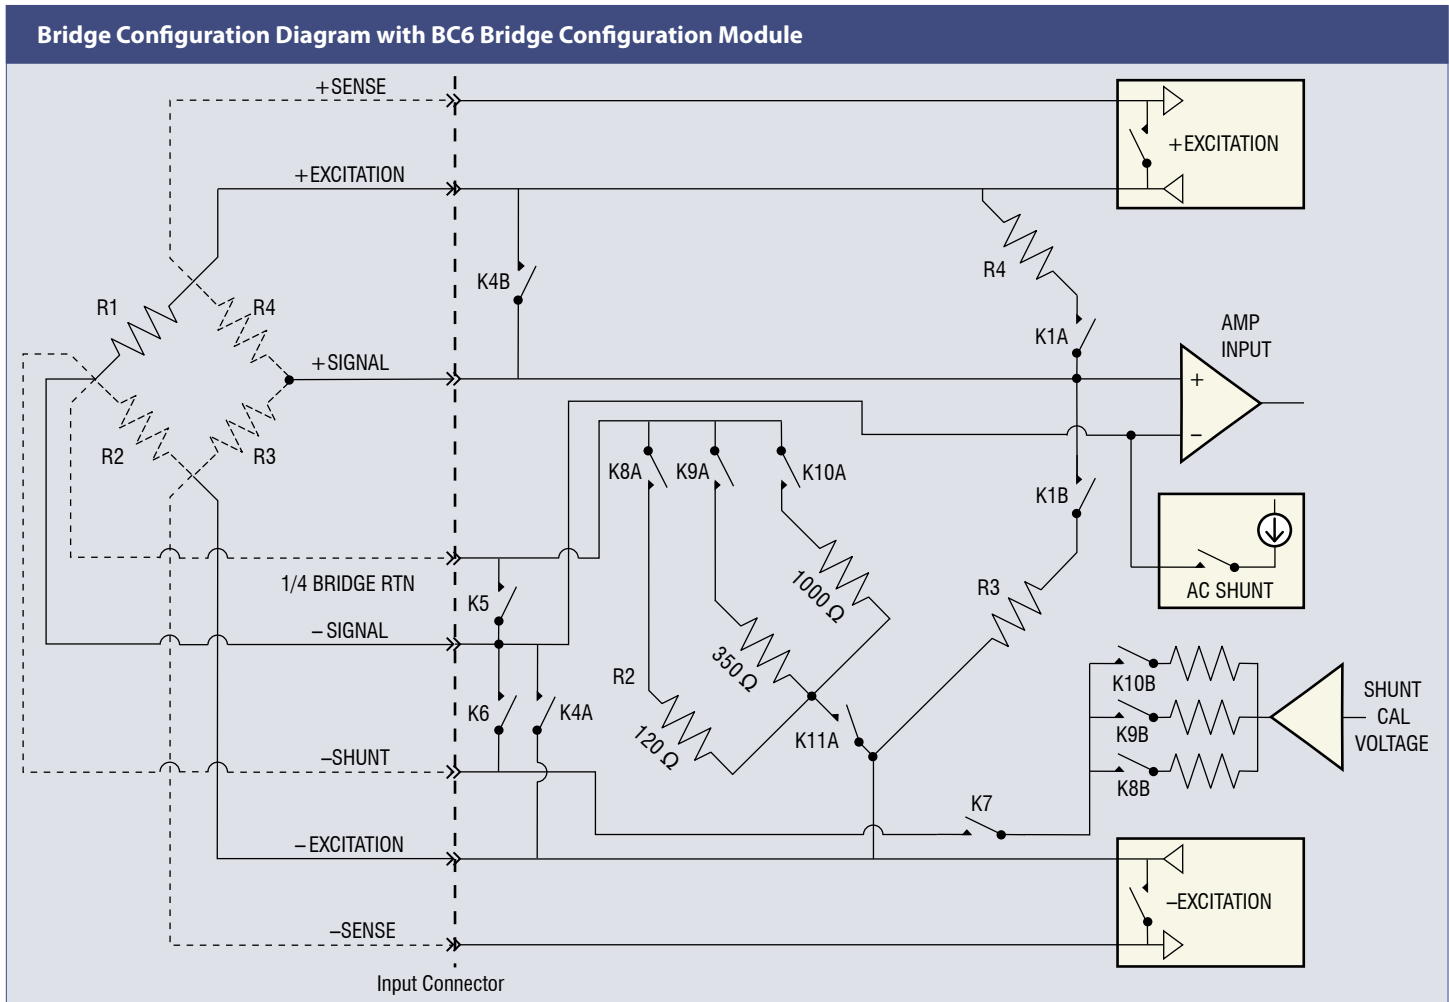 Bridge Configuration Diagram with BC6 Bridge Configuration Module
+SENSE
+EXCITATION
+EXCITATION
K4B
R4
R1
R4
K1A
AMP
INPUT
+SIGNAL
+
−
R2
R3
K8A
K9A
K10A
K1B
1/4 BRIDGE RTN
K5
1000 Ω
R3
AC SHUNT
−SIGNAL
350 Ω
R2
K6
K4A
120 Ω
K11A
K10B
K9B
K8B
SHUNT
CAL
VOLTAGE
−SHUNT
K7
−EXCITATION
−EXCITATION
−SENSE
Input Connector